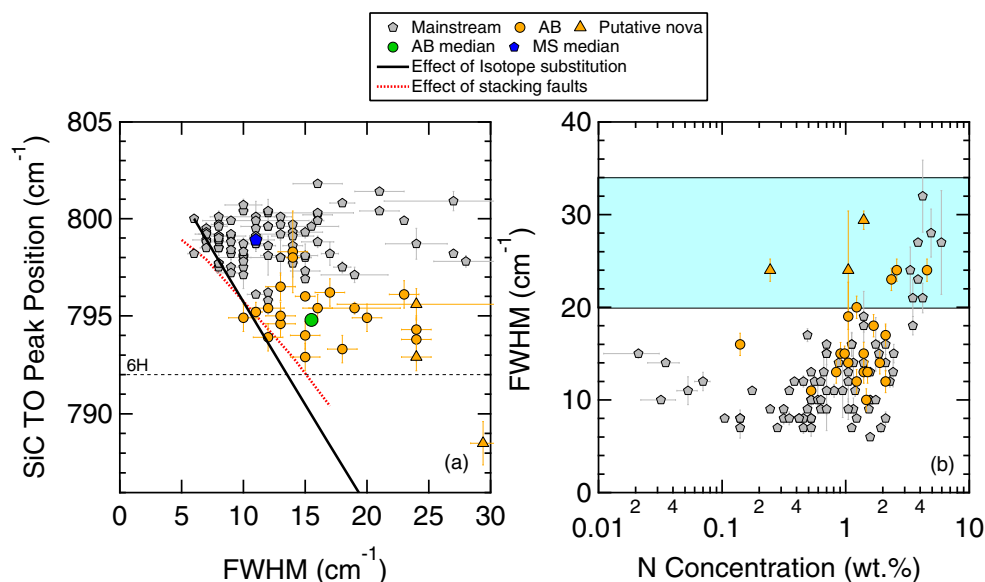 Mainstream AB Putative nova
AB median MS median
Effect of Isotope substitution
Effect of stacking faults
805
800
795
790
SiC TO Peak Position (cm-1)
6H
(a)
0 5 10 15 20 25 30
FWHM (cm-1)
40
30
20
10
0
FWHM (cm-1)
(b)
0.01 2 4 0.1 2 4 1 2 4 10
N Concentration (wt.%)